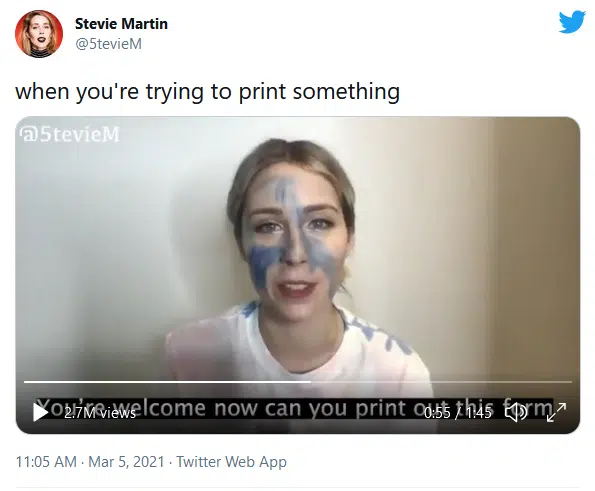 Stevie Martin
@5tevieM
when you're trying to print something
@5tevieM
You're welcome now can you print out this form
2.7M views
0:55 / 1:45
11:05 AM · Mar 5, 2021 · Twitter Web App